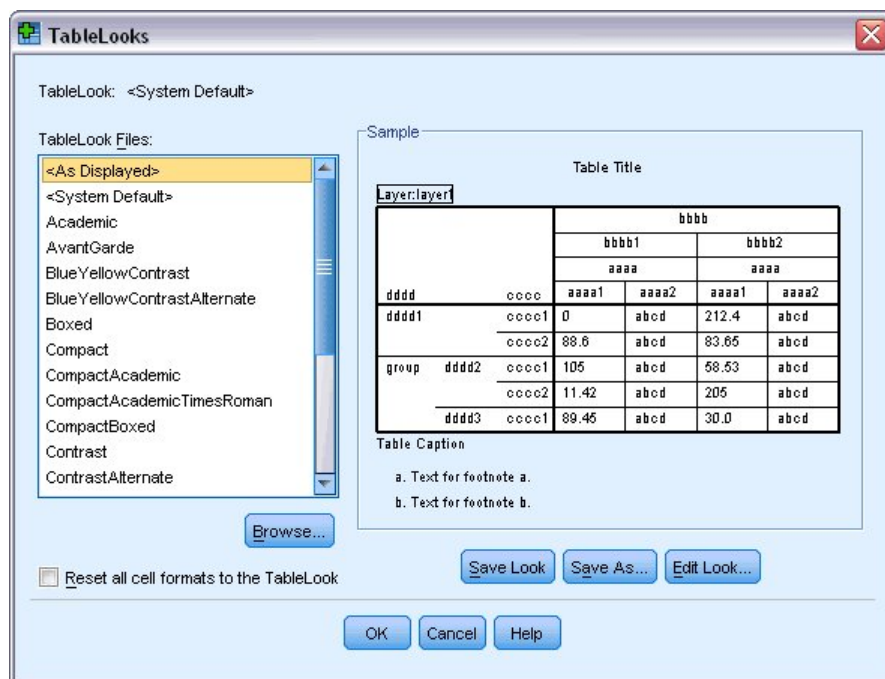 TableLooks
TableLook: <System Default>
TableLook Files:
<As Displayed>
<System Default>
Academic
AvantGarde
BlueYellowContrast
BlueYellowContrastAlternate
Boxed
Compact
CompactAcademic
CompactAcademicTimesRoman
CompactBoxed
Contrast
ContrastAlternate
Browse...
Reset all cell formats to the TableLook
Sample
Table Title
Layer:layer1
bbbb
bbbb1 bbbb2
aaaa aaaa
dddd cccc aaaa1 aaaa2 aaaa1 aaaa2
dddd1 cccc1 0 abcd 212.4 abcd
cccc2 88.6 abcd 83.65 abcd
group dddd2 cccc1 105 abcd 58.53 abcd
cccc2 11.42 abcd 205 abcd
dddd3 cccc1 89.45 abcd 30.0 abcd
Table Caption
a. Text for footnote a.
b. Text for footnote b.
Save Look Save As... Edit Look...
OK Cancel Help